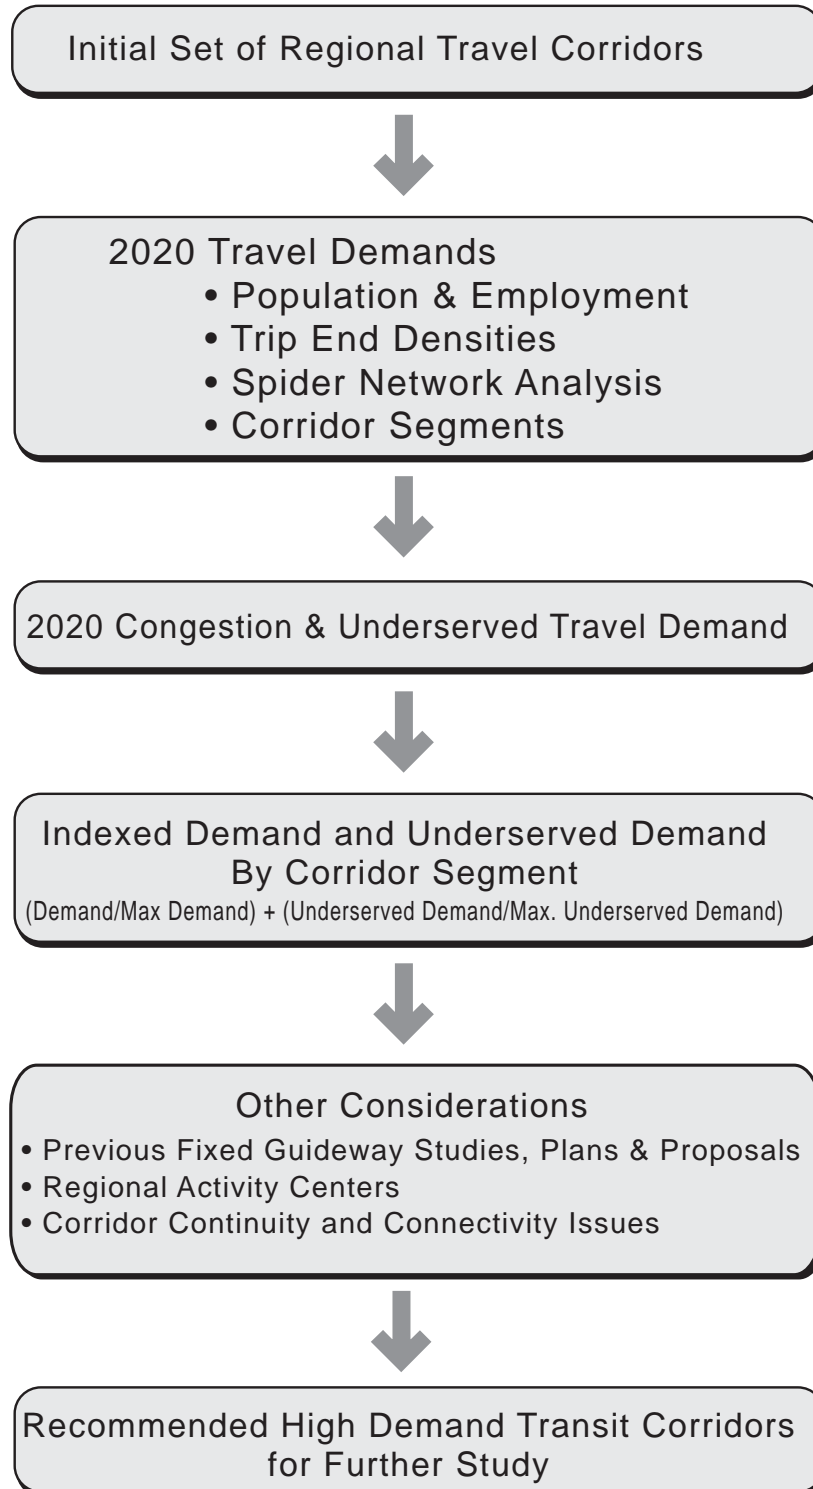 Initial Set of Regional Travel Corridors
2020 Travel Demands
• Population & Employment
• Trip End Densities
• Spider Network Analysis
• Corridor Segments
2020 Congestion & Underserved Travel Demand
Indexed Demand and Underserved Demand
By Corridor Segment
(Demand/Max Demand) + (Underserved Demand/Max. Underserved Demand)
Other Considerations
• Previous Fixed Guideway Studies, Plans & Proposals
• Regional Activity Centers
• Corridor Continuity and Connectivity Issues
Recommended High Demand Transit Corridors
for Further Study